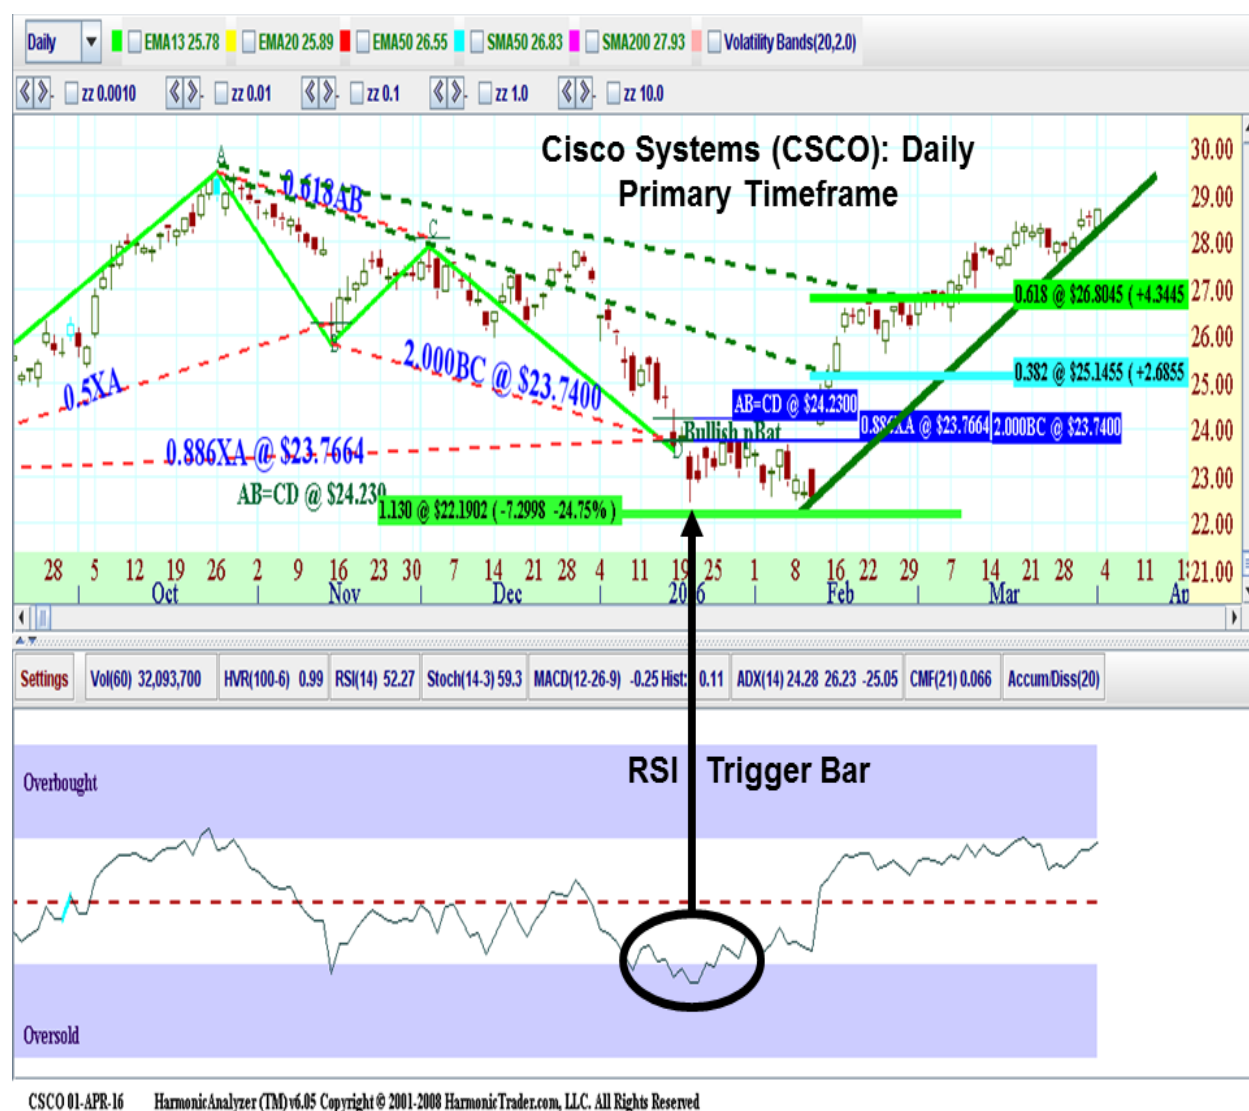 Daily EMA13 25.78 EMA20 25.89 EMA50 26.55 SMA50 26.83 SMA200 27.93 Volatility Bands(20,2.0)
zz 0.0010 zz 0.01 zz 0.1 zz 1.0 zz 10.0
Cisco Systems (CSCO): Daily
Primary Timeframe
30.00
29.00
28.00
27.00
26.00
25.00
24.00
23.00
22.00
21.00
A
0.618AB
C
B
0.5XA
2.000BC @ $23.7400
0.618 @ $26.8045 ( +4.3445
0.382 @ $25.1455 ( +2.6855
AB=CD @ $24.2300
0.886XA @ $23.7664 2.000BC @ $23.7400
Bullish pBat
D
0.886XA @ $23.7664
AB=CD @ $24.230
1.130 @ $22.1902 ( -7.2998 -24.75% )
28 5 12 19 26 2 9 16 23 30 7 14 21 28 4 11 19 25 1 8 16 22 29 7 14 21 28 4 11
Oct Nov Dec Feb Mar Ap
Settings Vol(60) 32,093,700 HVR(100-6) 0.99 RSI(14) 52.27 Stoch(14-3) 59.3 MACD(12-26-9) -0.25 Hist: 0.11 ADX(14) 24.28 26.23 -25.05 CMF(21) 0.066 Accum/Diss(20)
RSI Trigger Bar
Overbought
Oversold
CSCO 01-APR-16 HarmonicAnalyzer (TM) v6.05 Copyright © 2001-2008 HarmonicTrader.com, LLC. All Rights Reserved